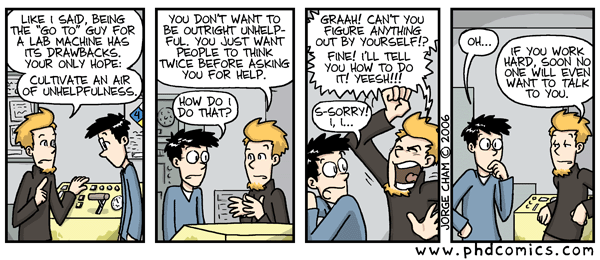 LIKE I SAID, BEING
THE "GO TO" GUY FOR
A LAB MACHINE HAS
ITS DRAWBACKS.
YOUR ONLY HOPE:
CULTIVATE AN AIR
OF UNHELPFULNESS.
4
YOU DON'T WANT TO
BE OUTRIGHT UNHELP-
FUL. YOU JUST WANT
PEOPLE TO THINK
TWICE BEFORE ASKING
YOU FOR HELP.
HOW DO I
DO THAT?
GRAAH! CAN'T YOU
FIGURE ANYTHING
OUT BY YOURSELF!?
FINE! I'LL TELL
YOU HOW TO DO
IT! YEESH!!!
S-SORRY!
I, I...
JORGE CHAM © 2006
OH...
IF YOU WORK
HARD, SOON NO
ONE WILL EVEN
WANT TO TALK
TO YOU.
www.phdcomics.com